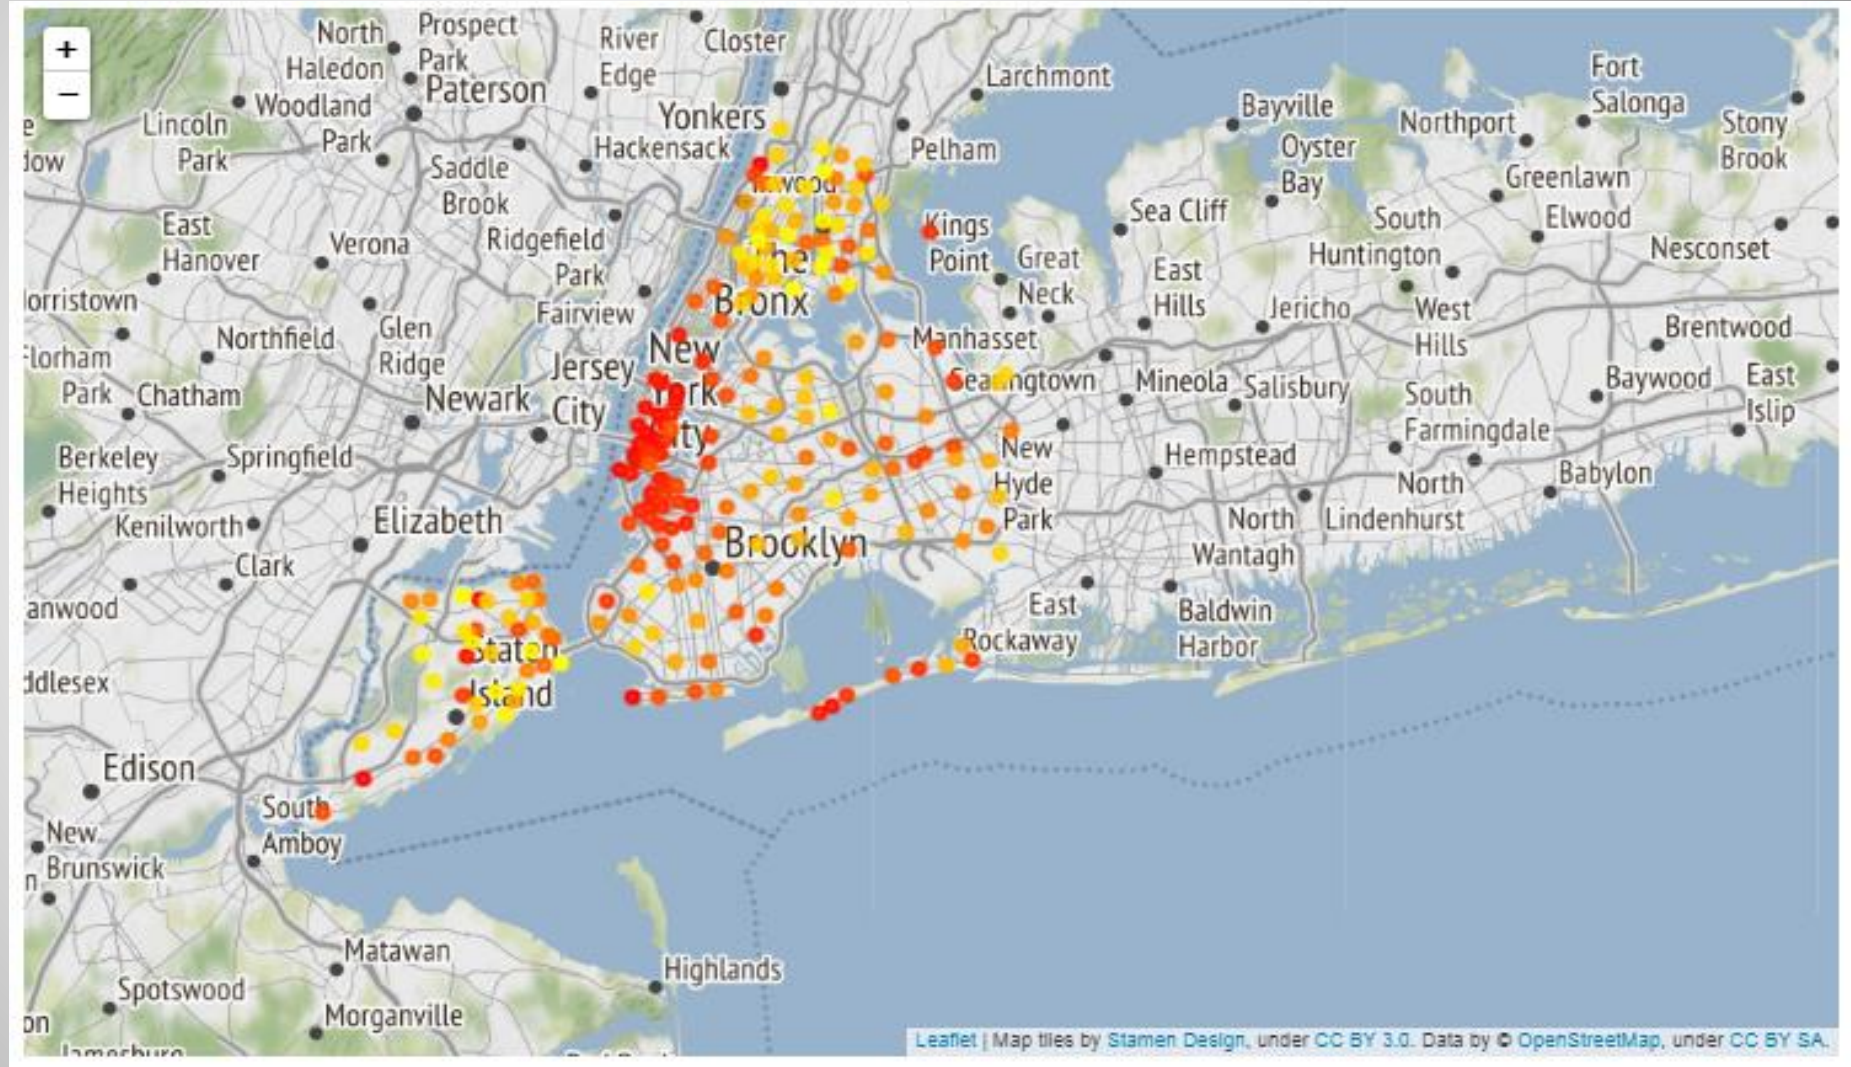 +
−
North
Haledon
Prospect
Park
Paterson
Woodland
Park
Lincoln
Park
River
Edge
Closter
Yonkers
Hackensack
Saddle
Brook
Larchmont
Pelham
Bayville
Oyster
Bay
Northport
Fort
Salonga
Stony
Brook
Greenlawn
Elwood
Nesconset
South
Huntington
Sea Cliff
Kings
Point
Great
Neck
East
Hills
Jericho
West
Hills
Brentwood
East
Hanover
Verona
Ridgefield
Park
Fairview
The
Bronx
Northfield
Glen
Ridge
Park
Chatham
Newark
Jersey
City
New
York
City
Manhasset
Searingtown
Mineola
Salisbury
South
Farmingdale
Baywood
East
Islip
Berkeley
Heights
Springfield
New
Hyde
Park
Hempstead
North
Lindenhurst
Babylon
Kenilworth
Elizabeth
Brooklyn
North
Wantagh
Clark
East
Rockaway
Baldwin
Harbor
Staten
Island
Edison
South
Amboy
New
Brunswick
Matawan
Highlands
Spotswood
Morganville
Leaflet | Map tiles by Stamen Design, under CC BY 3.0. Data by © OpenStreetMap, under CC BY SA.